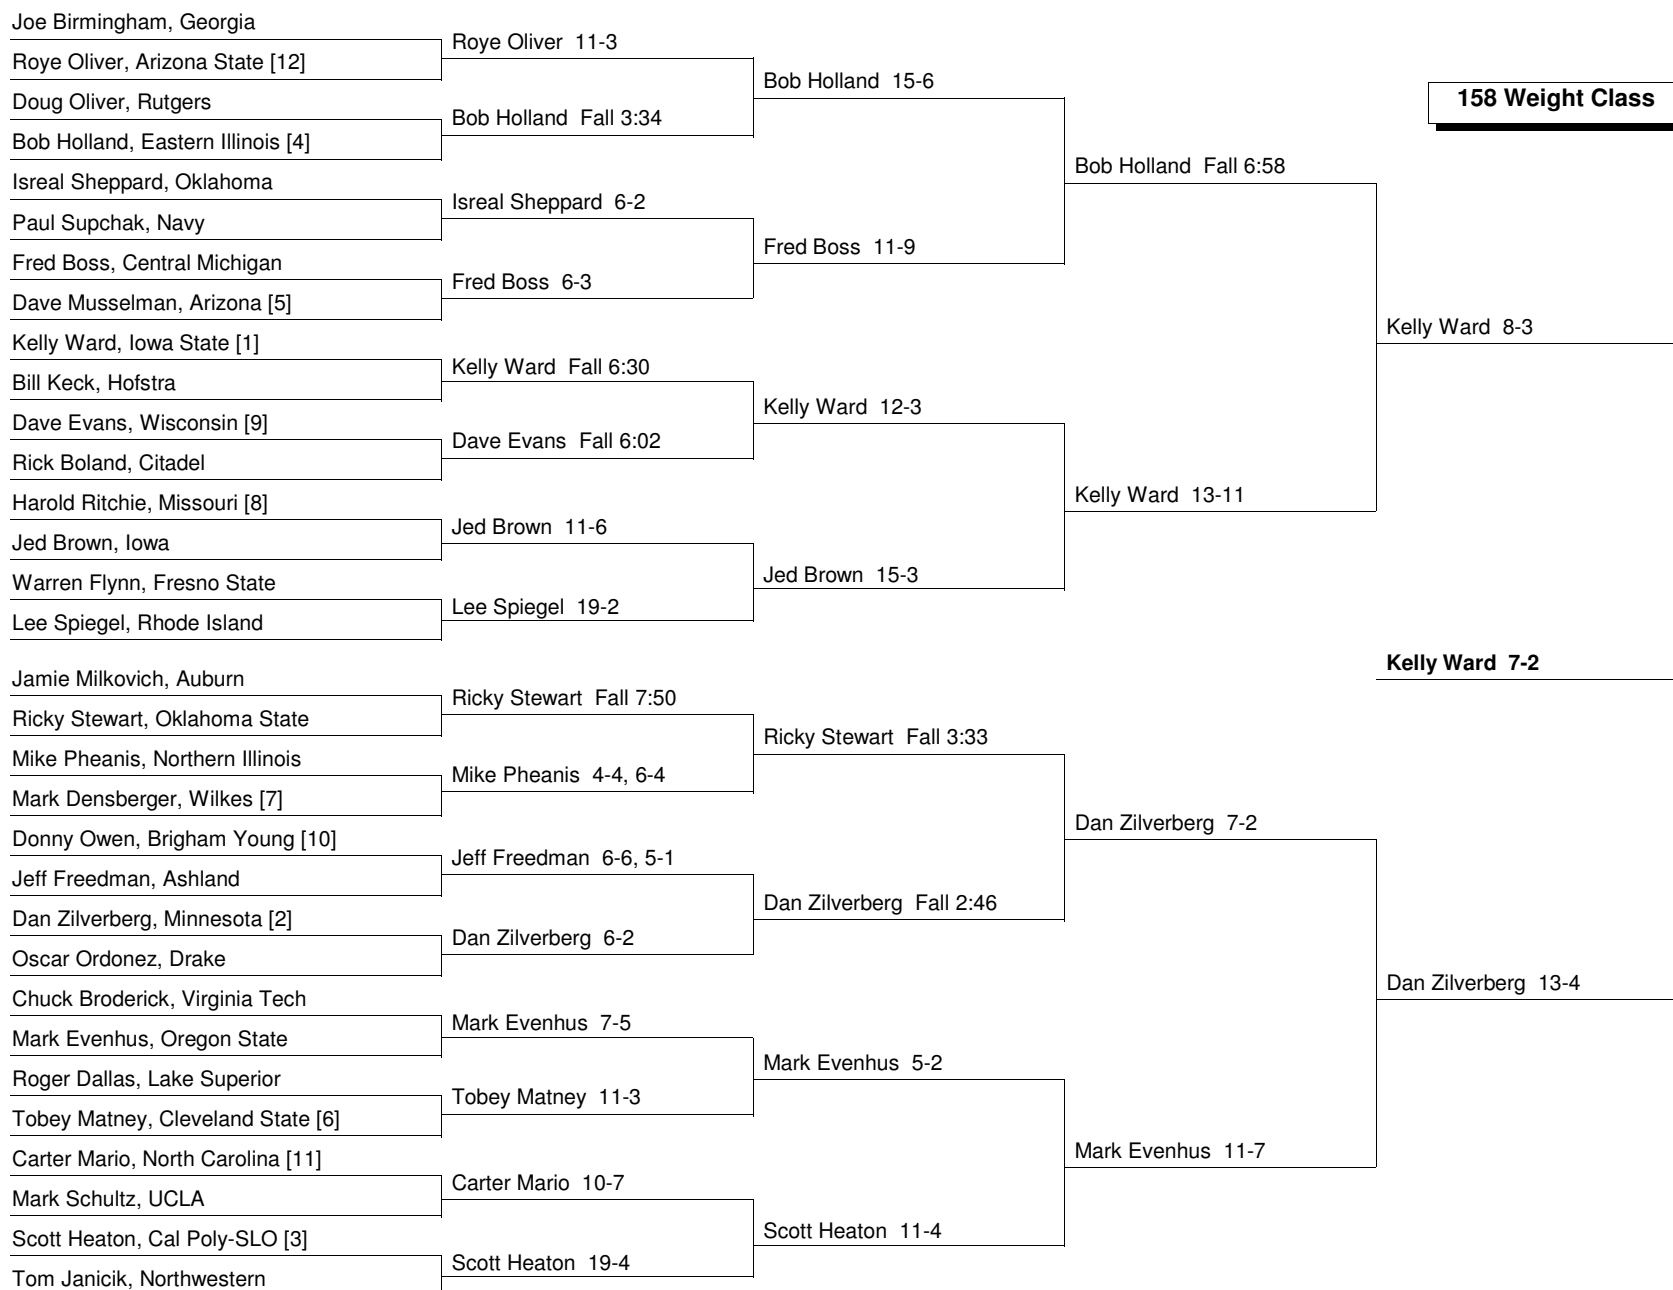 Joe Birmingham, Georgia
Roye Oliver, Arizona State [12]
Doug Oliver, Rutgers
Bob Holland, Eastern Illinois [4]
Isreal Sheppard, Oklahoma
Paul Supchak, Navy
Fred Boss, Central Michigan
Dave Musselman, Arizona [5]
Kelly Ward, Iowa State [1]
Bill Keck, Hofstra
Dave Evans, Wisconsin [9]
Rick Boland, Citadel
Harold Ritchie, Missouri [8]
Jed Brown, Iowa
Warren Flynn, Fresno State
Lee Spiegel, Rhode Island
Jamie Milkovich, Auburn
Ricky Stewart, Oklahoma State
Mike Pheanis, Northern Illinois
Mark Densberger, Wilkes [7]
Donny Owen, Brigham Young [10]
Jeff Freedman, Ashland
Dan Zilverberg, Minnesota [2]
Oscar Ordonez, Drake
Chuck Broderick, Virginia Tech
Mark Evenhus, Oregon State
Roger Dallas, Lake Superior
Tobey Matney, Cleveland State [6]
Carter Mario, North Carolina [11]
Mark Schultz, UCLA
Scott Heaton, Cal Poly-SLO [3]
Tom Janicik, Northwestern
Roye Oliver 11-3
Bob Holland Fall 3:34
Isreal Sheppard 6-2
Fred Boss 6-3
Kelly Ward Fall 6:30
Dave Evans Fall 6:02
Jed Brown 11-6
Lee Spiegel 19-2
Ricky Stewart Fall 7:50
Mike Pheanis 4-4, 6-4
Jeff Freedman 6-6, 5-1
Dan Zilverberg 6-2
Mark Evenhus 7-5
Tobey Matney 11-3
Carter Mario 10-7
Scott Heaton 19-4
Bob Holland 15-6
Fred Boss 11-9
Kelly Ward 12-3
Jed Brown 15-3
Ricky Stewart Fall 3:33
Dan Zilverberg Fall 2:46
Mark Evenhus 5-2
Scott Heaton 11-4
Bob Holland Fall 6:58
Kelly Ward 13-11
Dan Zilverberg 7-2
Mark Evenhus 11-7
158 Weight Class
Kelly Ward 8-3
Kelly Ward 7-2
Dan Zilverberg 13-4